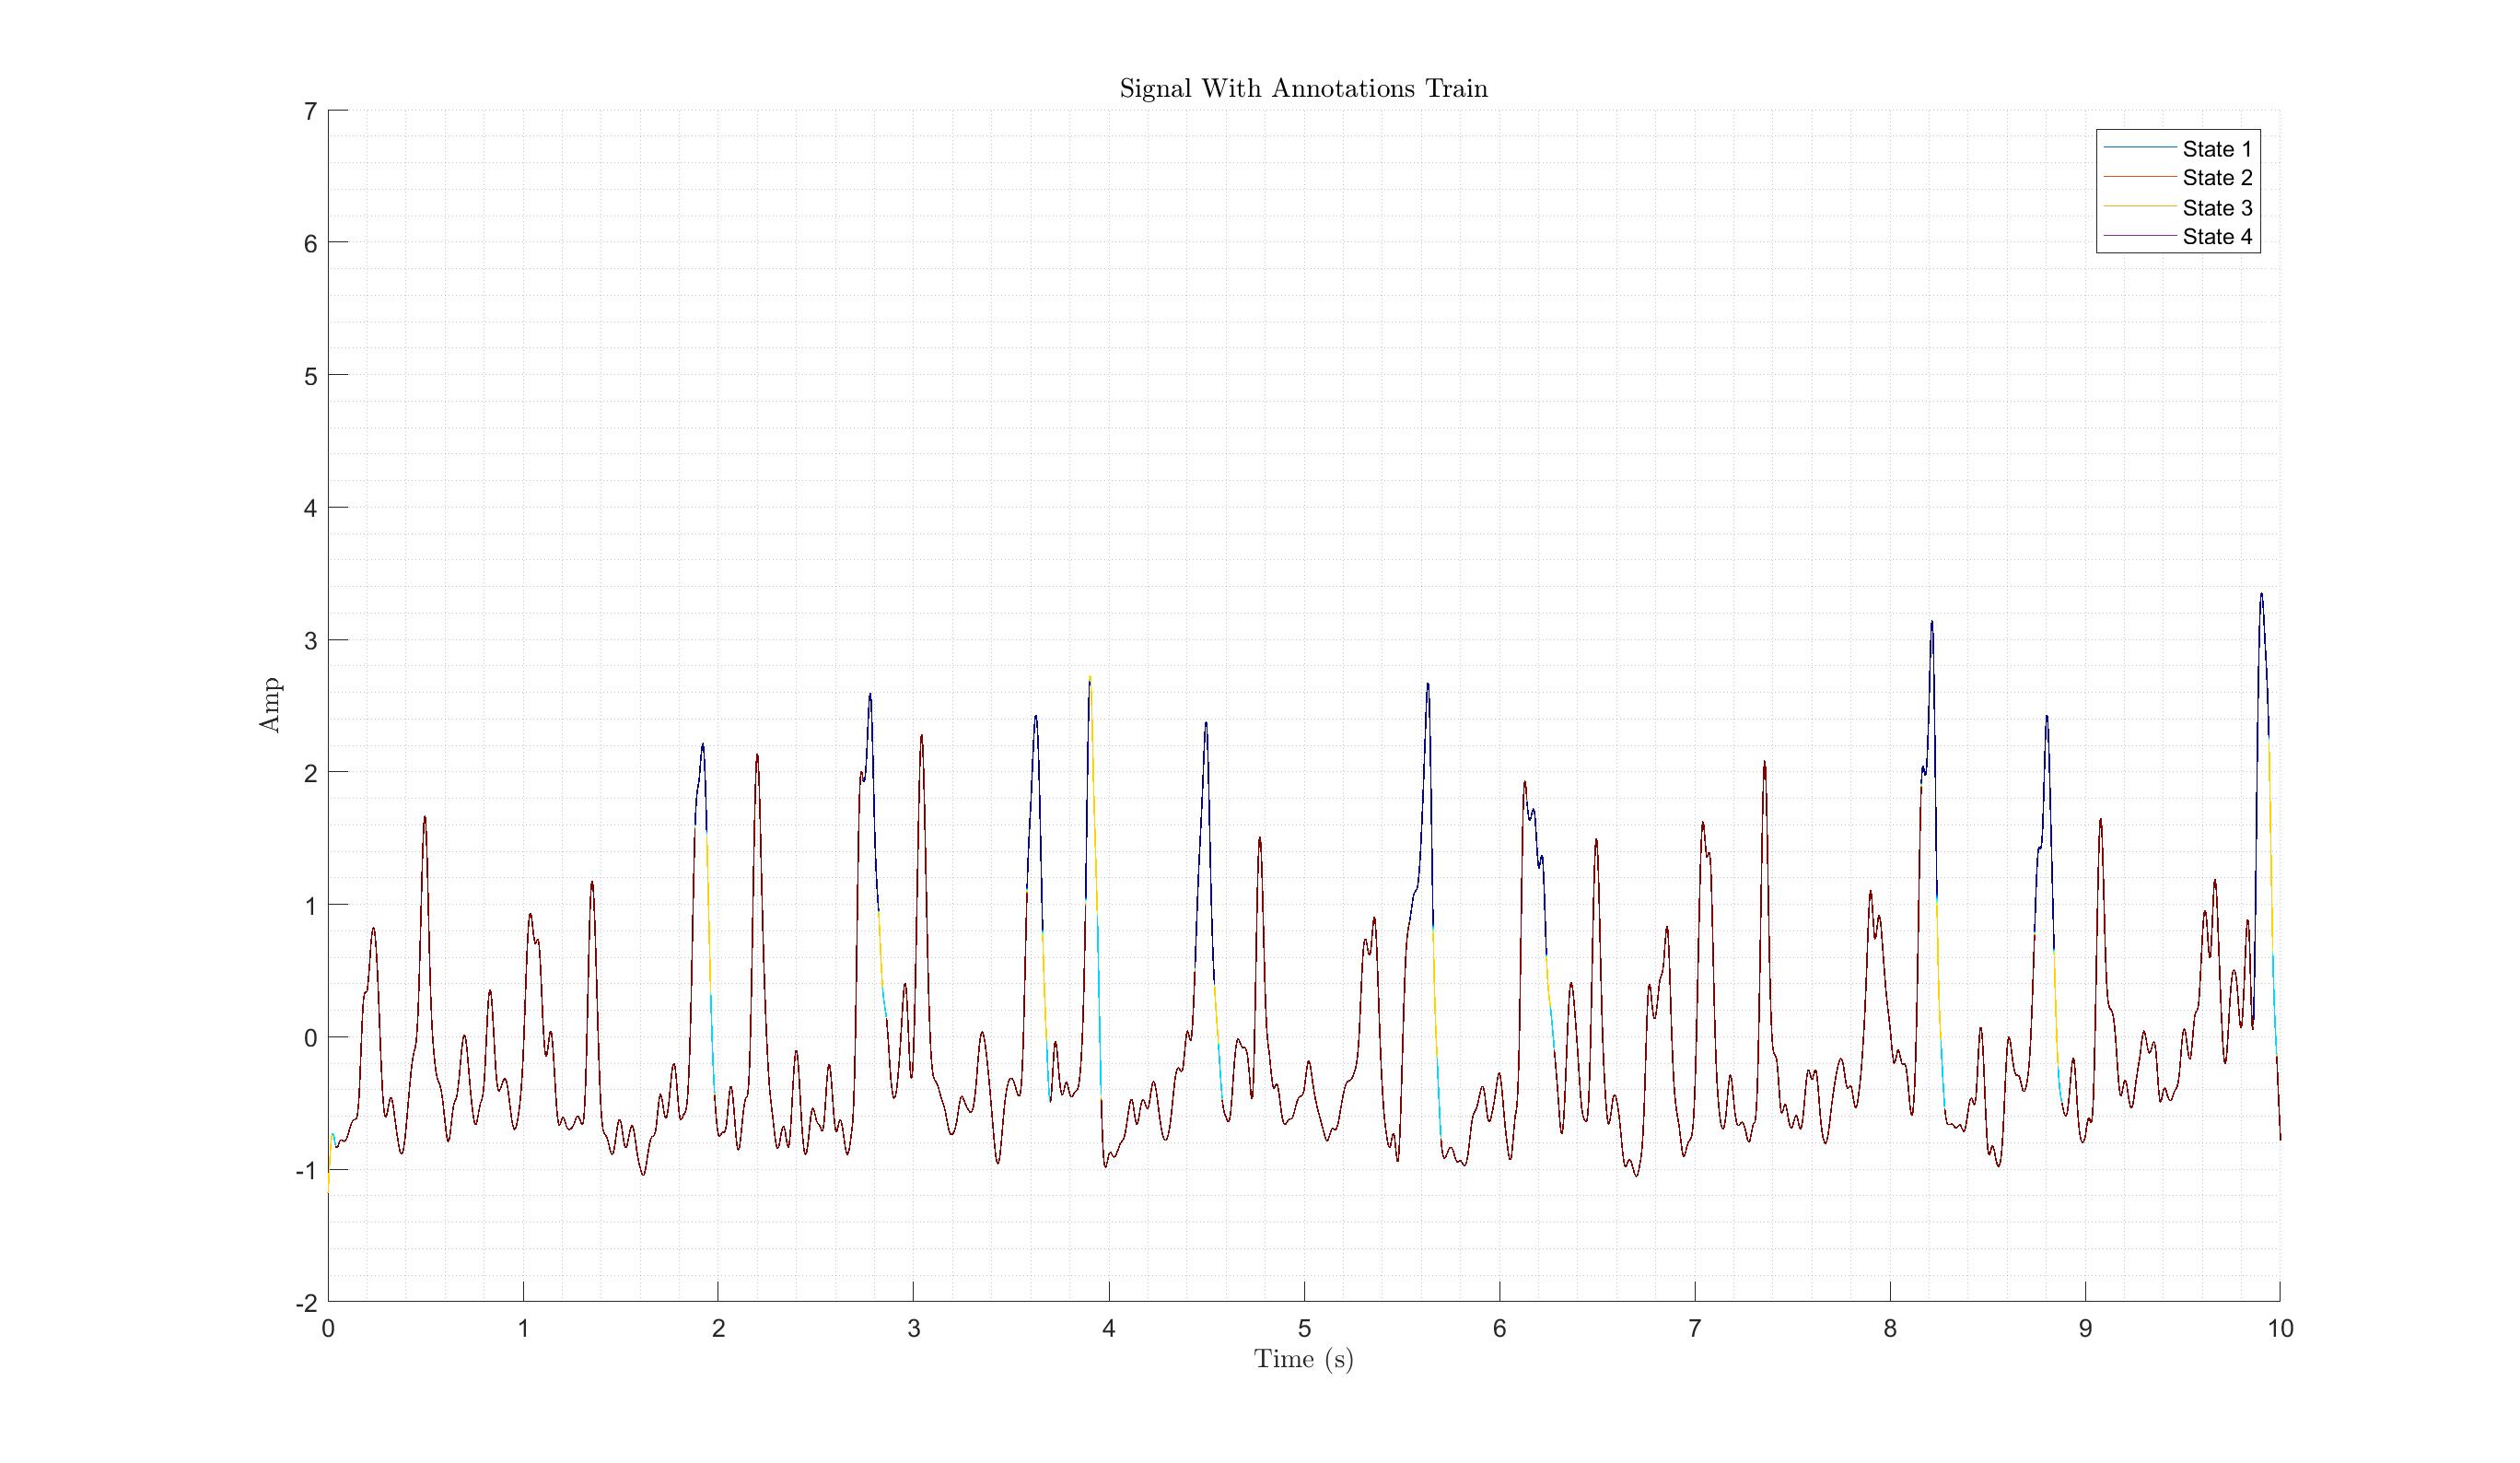 Signal With Annotations Train
7
6
5
4
3
2
1
0
-1
-2
Amp
State 1
State 2
State 3
State 4
0 1 2 3 4 5 6 7 8 9 10
Time (s)